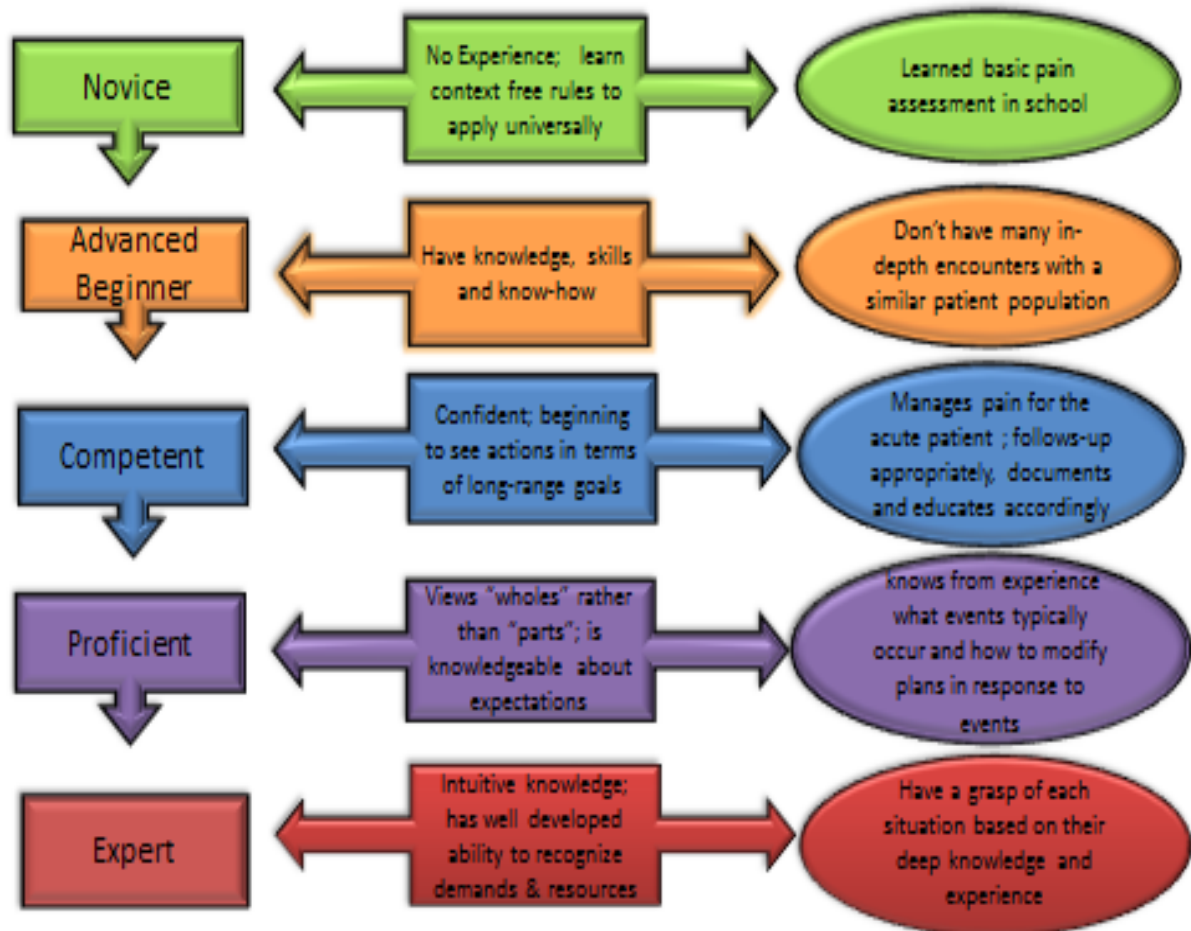 Novice
No Experience; learn
context free rules to
apply universally
Learned basic pain
assessment in school
Advanced
Beginner
Have knowledge, skills
and know-how
Don't have many in-
depth encounters with a
similar patient population
Competent
Confident; beginning
to see actions in terms
of long-range goals
Manages pain for the
acute patient ; follows-up
appropriately, documents
and educates accordingly
Proficient
Views "wholes" rather
than "parts"; is
knowledgeable about
expectations
knows from experience
what events typically
occur and how to modify
plans in response to
events
Expert
Intuitive knowledge;
has well developed
ability to recognize
demands & resources
Have a grasp of each
situation based on their
deep knowledge and
experience